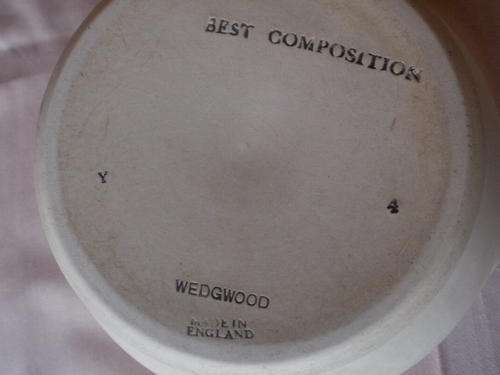 BEST COMPOSITION
Y
4
WEDGWOOD
MADE IN
ENGLAND